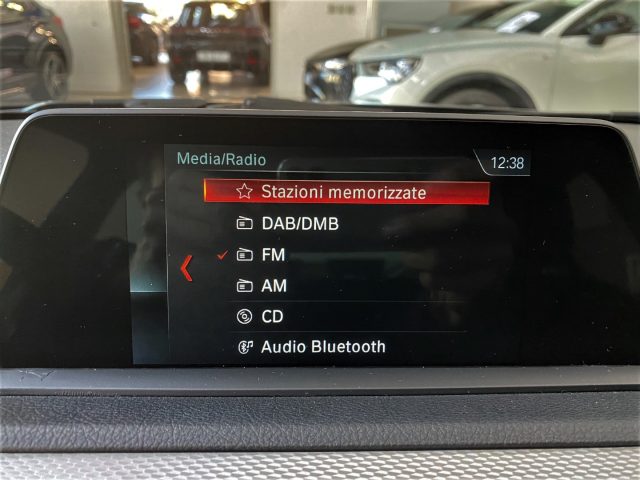 Media/Radio
12:38
Stazioni memorizzate
DAB/DMB
FM
AM
CD
Audio Bluetooth